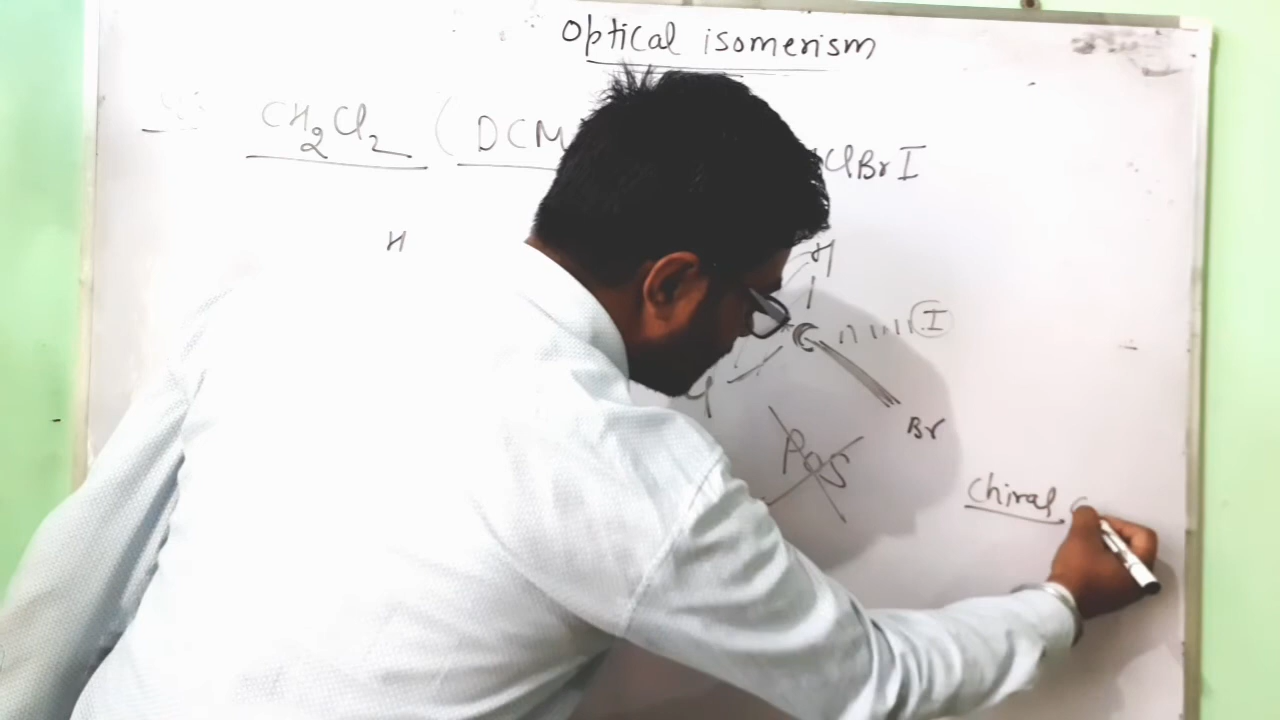 Optical isomerism
CH2Cl2 (DCM
ClBrI
H
H
C
I
Br
POS
Chiral C